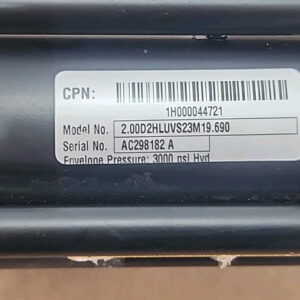 CPN:
1H000044721
Model No. 2.00D2HLUVS23M19.690
Serial No. AC298182 A
Envelope Pressure: 3000 psi Hyd